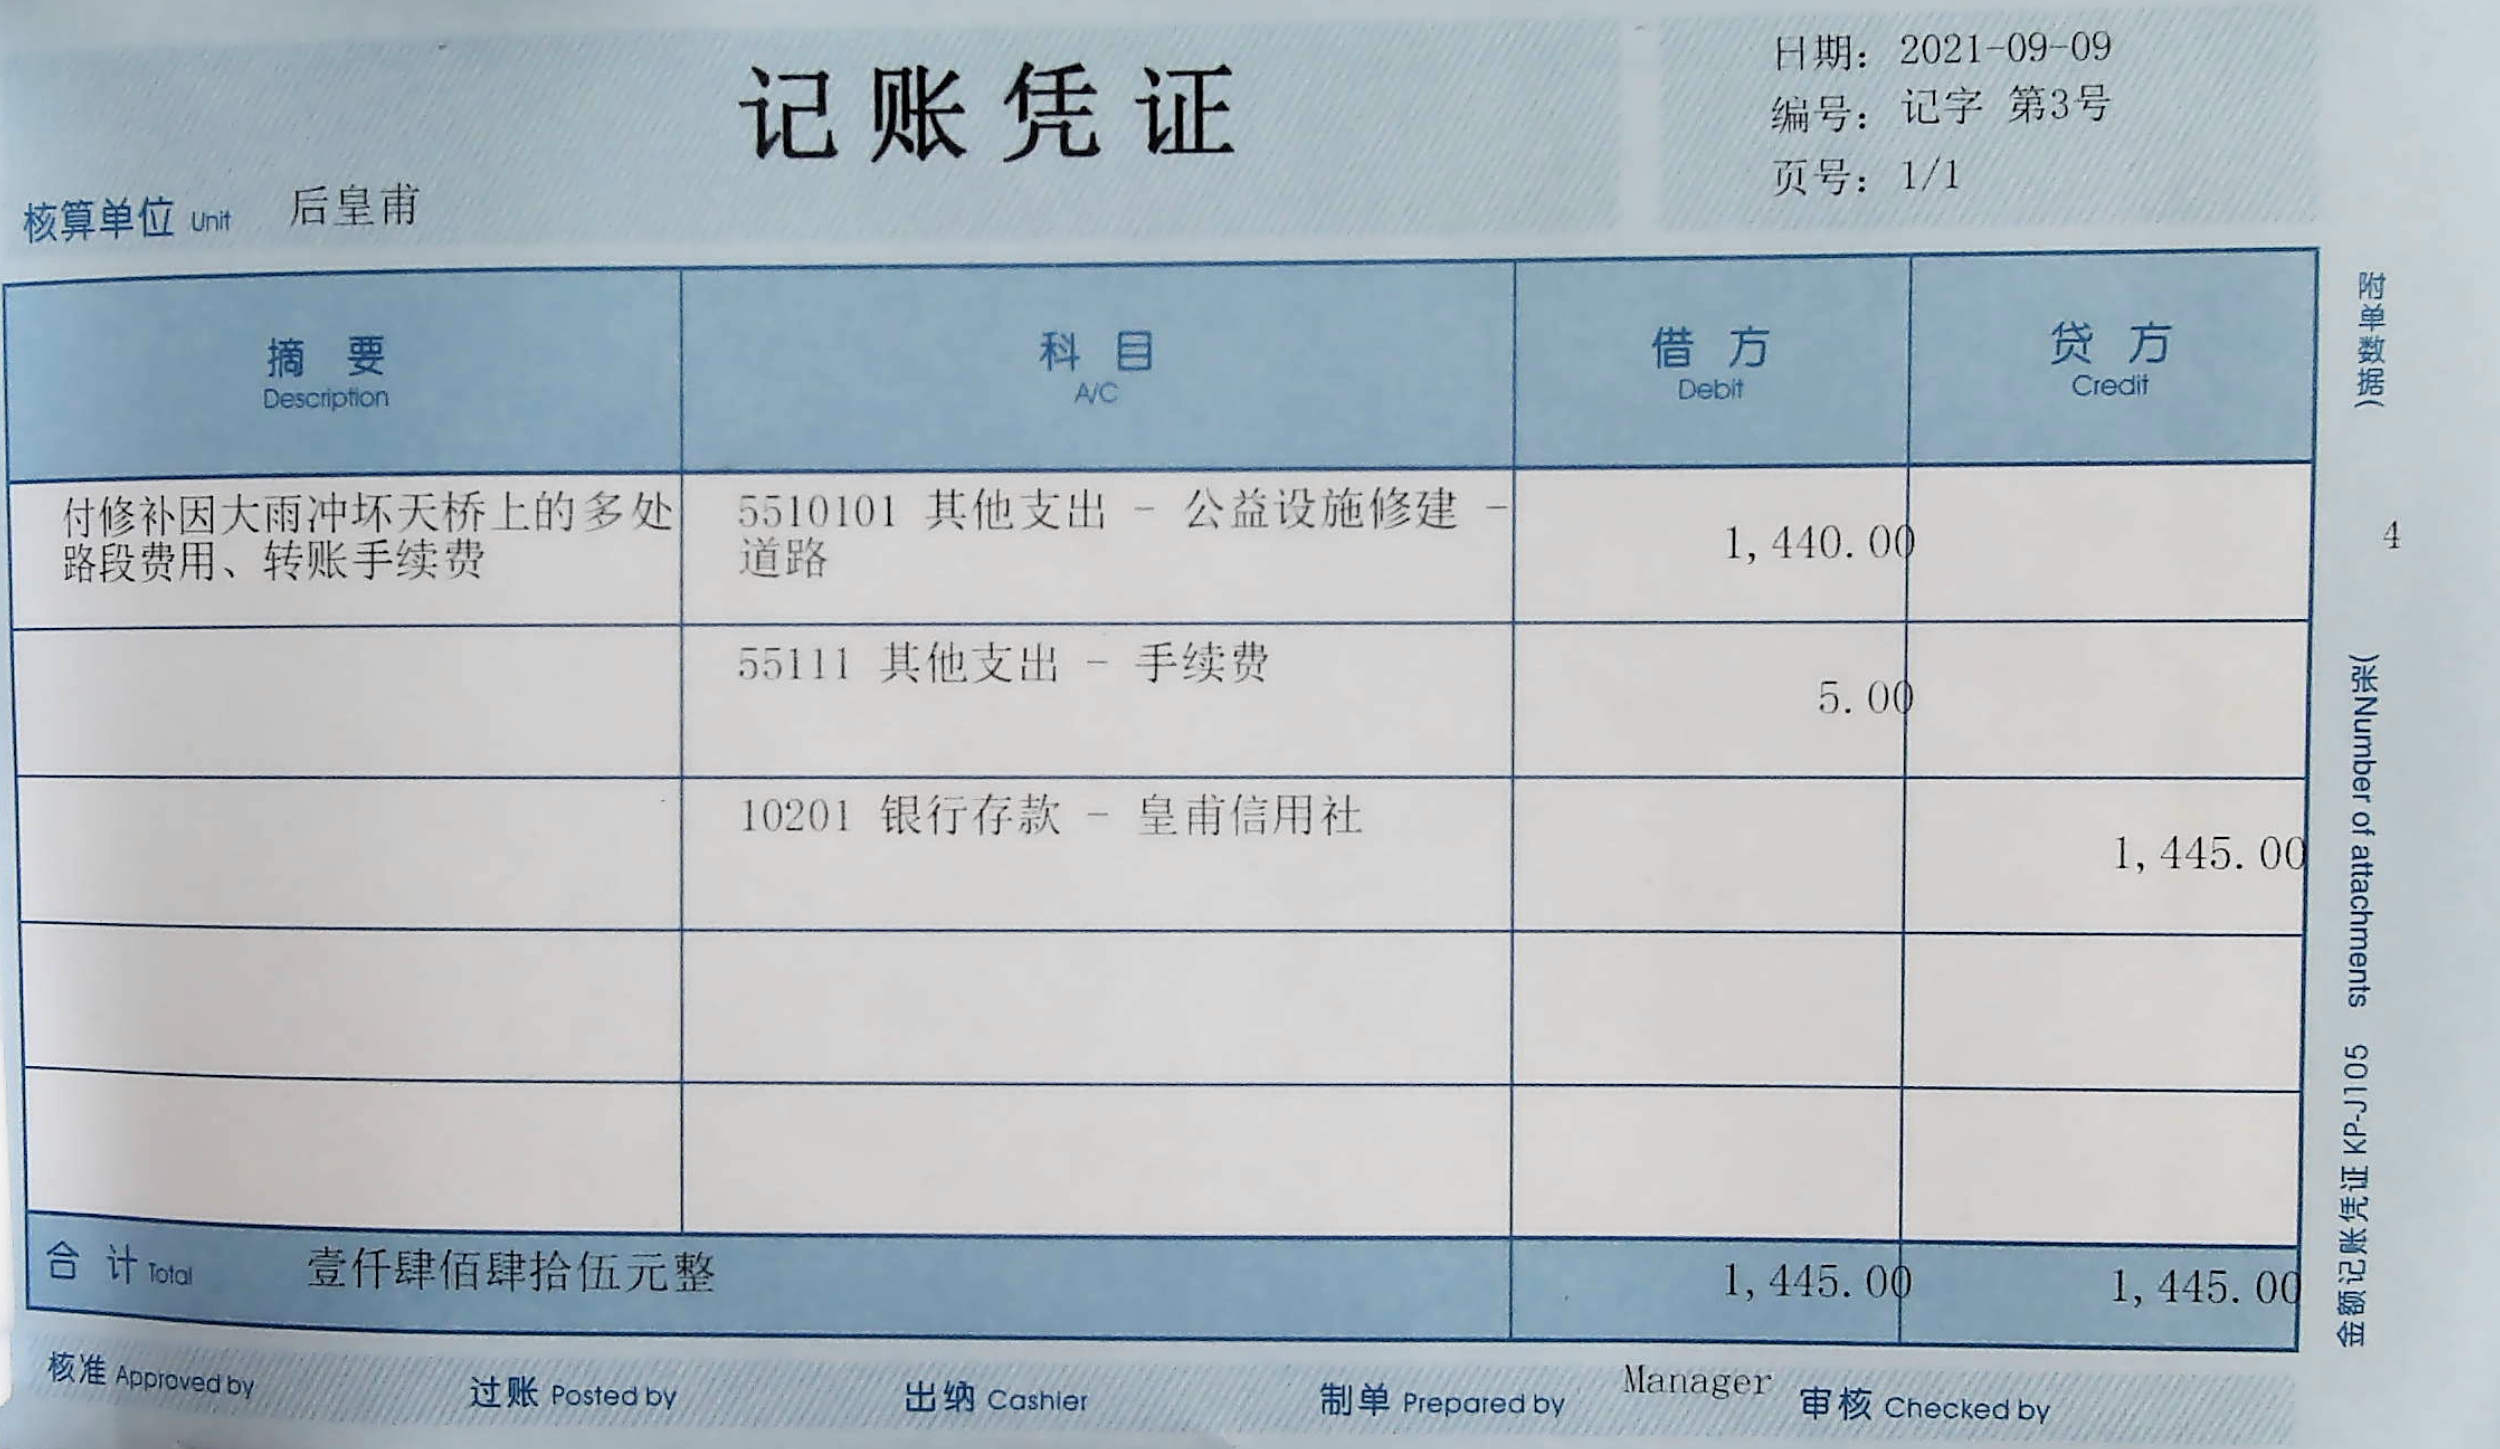 记账凭证
日期：2021-09-09
编号：记字 第3号
页号：1/1
核算单位 Unit 后皇甫
摘要 科目 借方 贷方
Description A/C Debit Credit
付修补因大雨冲坏天桥上的多处 5510101 其他支出 - 公益设施修建 -
路段费用、转账手续费 道路 1,440.00
55111 其他支出 - 手续费 5.00
10201 银行存款 - 皇甫信用社 1,445.00
合计 Total 壹仟肆佰肆拾伍元整 1,445.00 1,445.00
核准 Approved by 过账 Posted by 出纳 Cashier 制单 Prepared by Manager 审核 Checked by
附单数据( 4 )张 Number of attachments
金额记账凭证 KP-J105